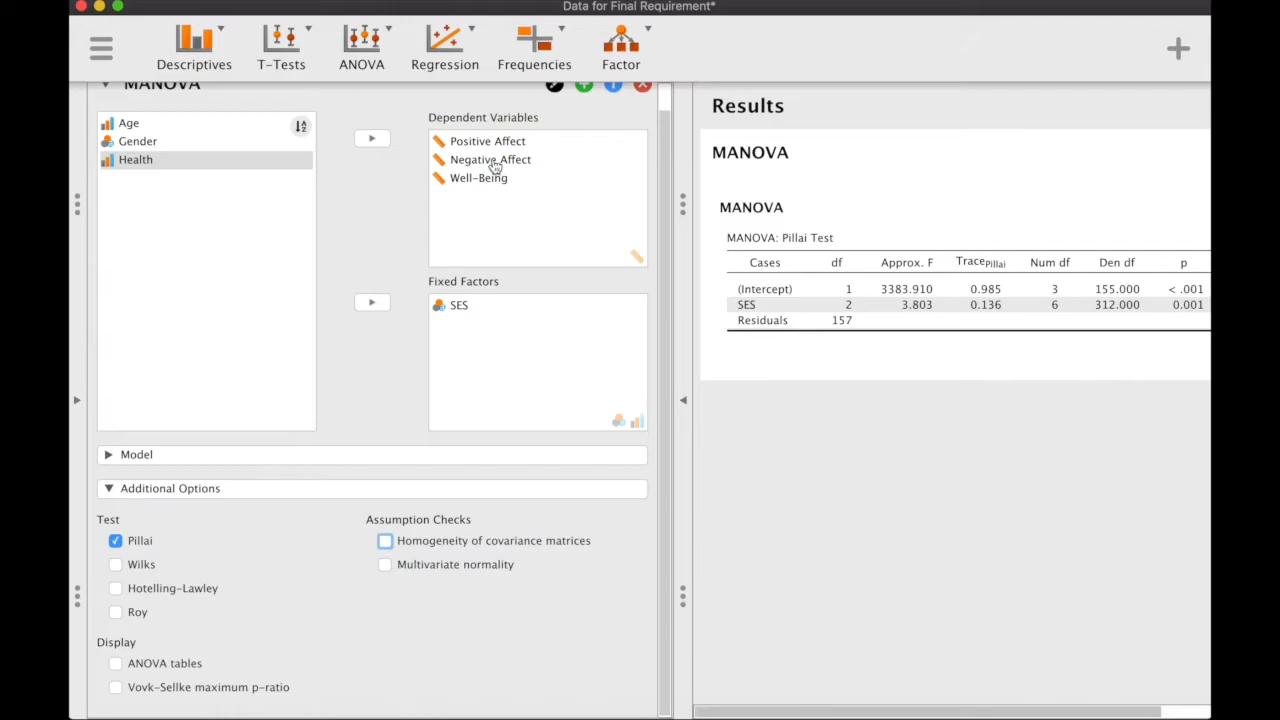 Data for Final Requirement*
Descriptives T-Tests ANOVA Regression Frequencies Factor
MANOVA
Age
Gender
Health
Dependent Variables
Positive Affect
Negative Affect
Well-Being
Fixed Factors
SES
Model
Additional Options
Test
Pillai
Wilks
Hotelling-Lawley
Roy
Assumption Checks
Homogeneity of covariance matrices
Multivariate normality
Display
ANOVA tables
Vovk-Sellke maximum p-ratio
Results
MANOVA
MANOVA
MANOVA: Pillai Test
Cases df Approx. F TracePillai Num df Den df p
(Intercept) 1 3383.910 0.985 3 155.000 < .001
SES 2 3.803 0.136 6 312.000 0.001
Residuals 157